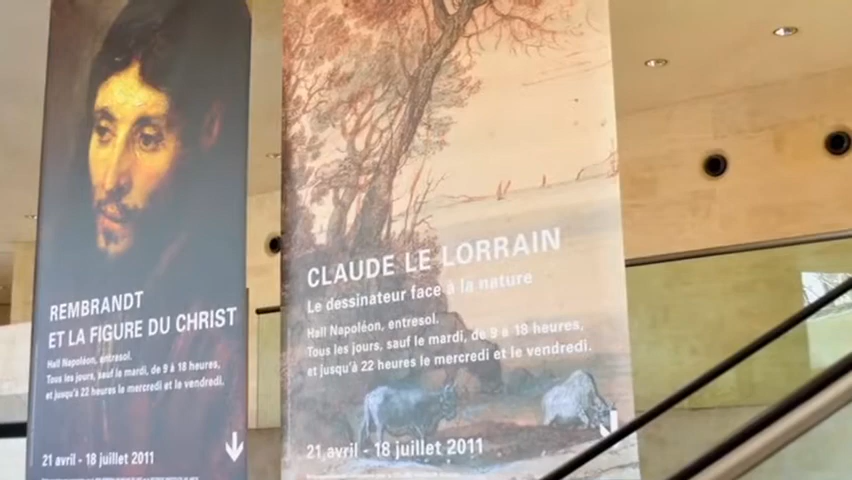 REMBRANDT
ET LA FIGURE DU CHRIST
Hall Napoléon, entresol.
Tous les jours, sauf le mardi, de 9 à 18 heures,
et jusqu'à 22 heures le mercredi et le vendredi.
21 avril - 18 juillet 2011
CLAUDE LE LORRAIN
Le dessinateur face à la nature
Hall Napoléon, entresol.
Tous les jours, sauf le mardi, de 9 à 18 heures,
et jusqu'à 22 heures le mercredi et le vendredi.
21 avril - 18 juillet 2011